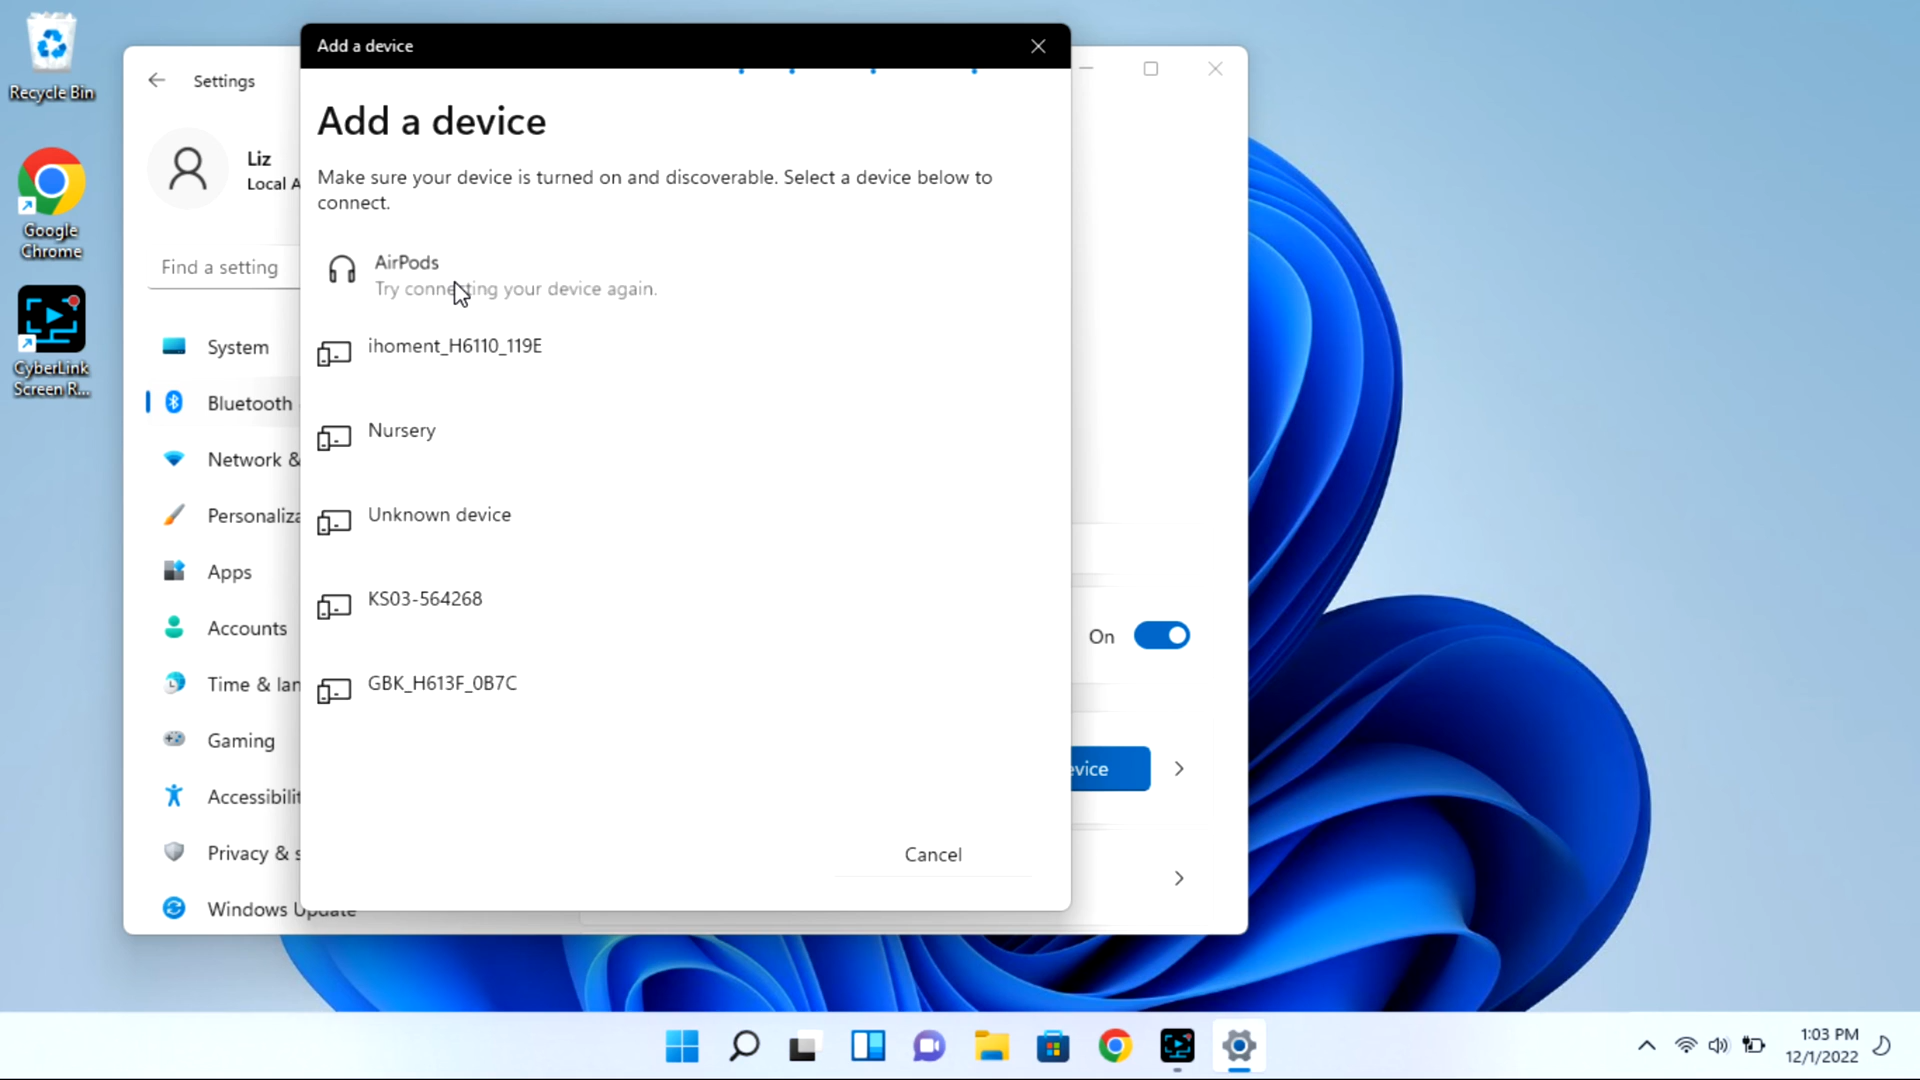 Recycle Bin
Google
Chrome
CyberLink
Screen R...
Settings
Liz
Local A
Find a setting
System
Bluetooth
Network &
Personaliza
Apps
Accounts
Time & lan
Gaming
Accessibilit
Privacy & s
Windows Update
Add a device
Add a device
Make sure your device is turned on and discoverable. Select a device below to
connect.
AirPods
Try connecting your device again.
ihoment_H6110_119E
Nursery
Unknown device
KS03-564268
GBK_H613F_0B7C
Cancel
On
evice
1:03 PM
12/1/2022